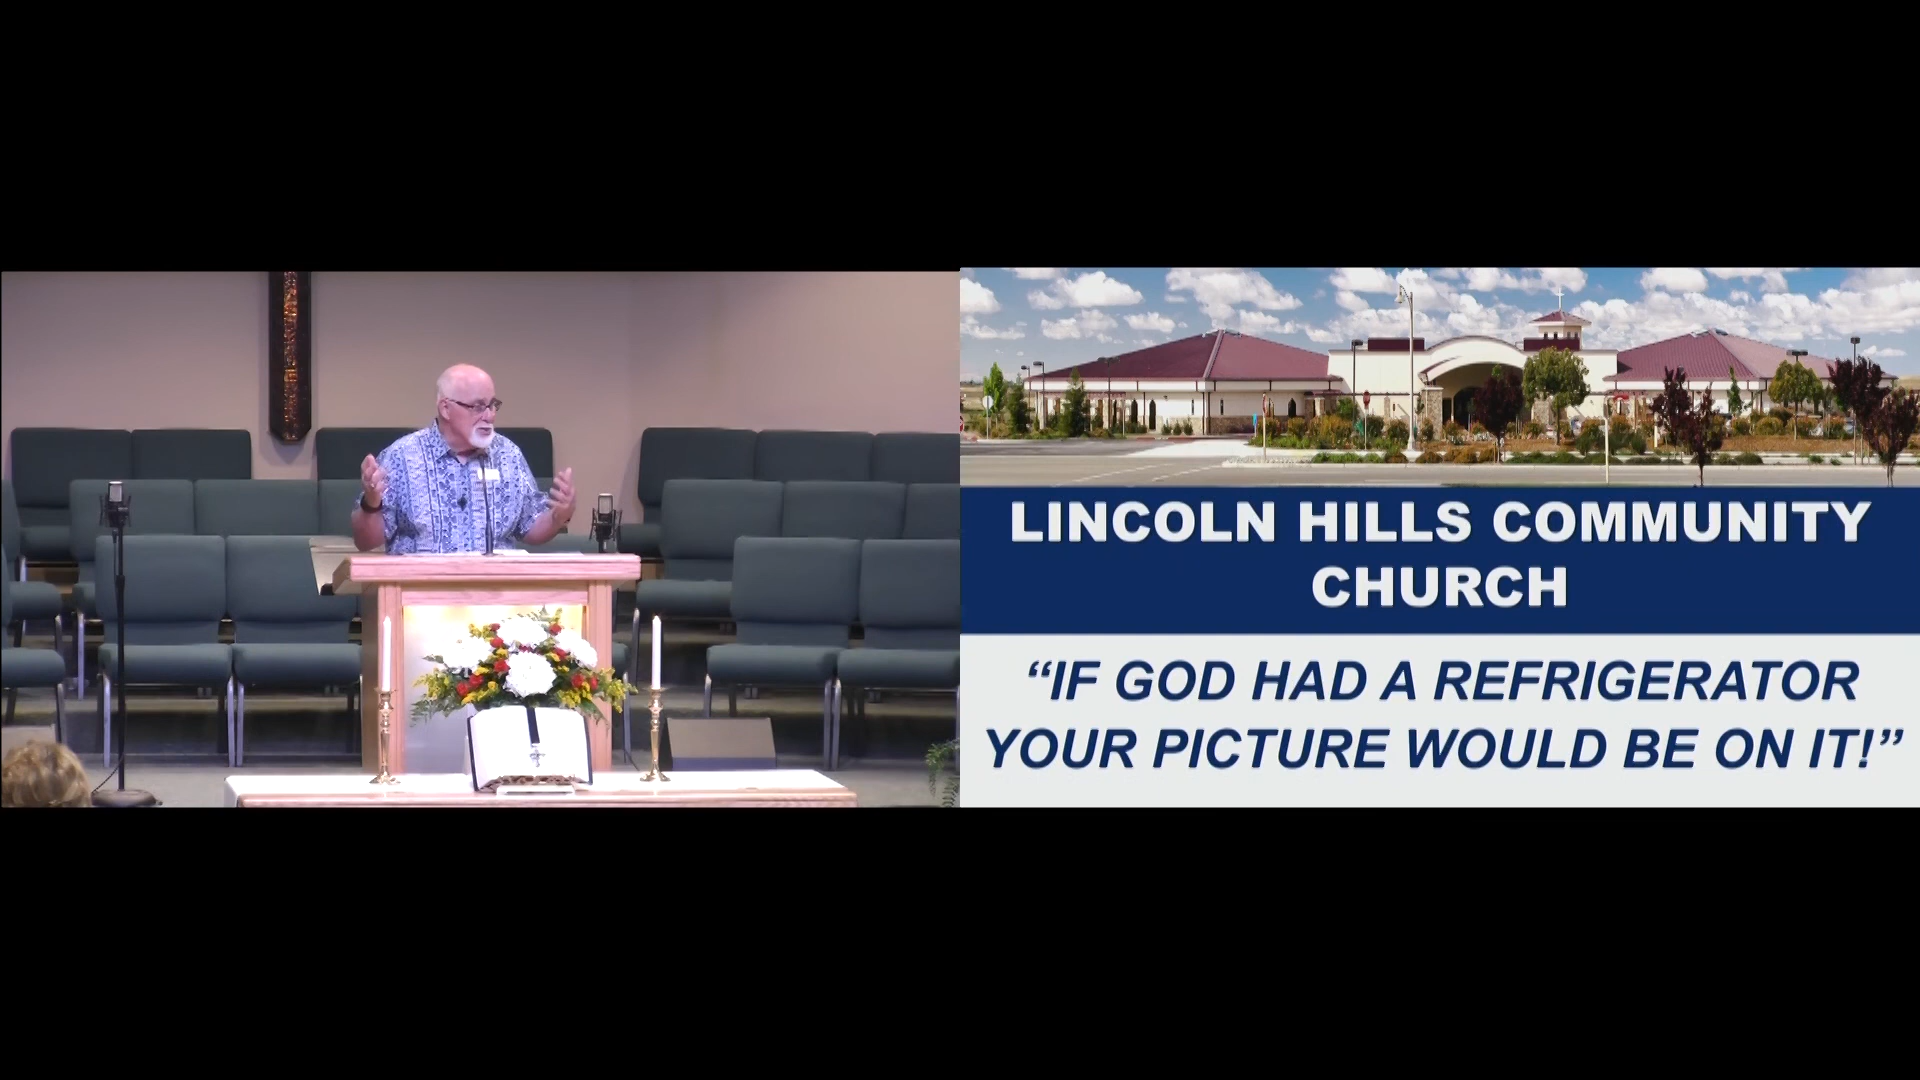 LINCOLN HILLS COMMUNITY
CHURCH
“IF GOD HAD A REFRIGERATOR
YOUR PICTURE WOULD BE ON IT!”